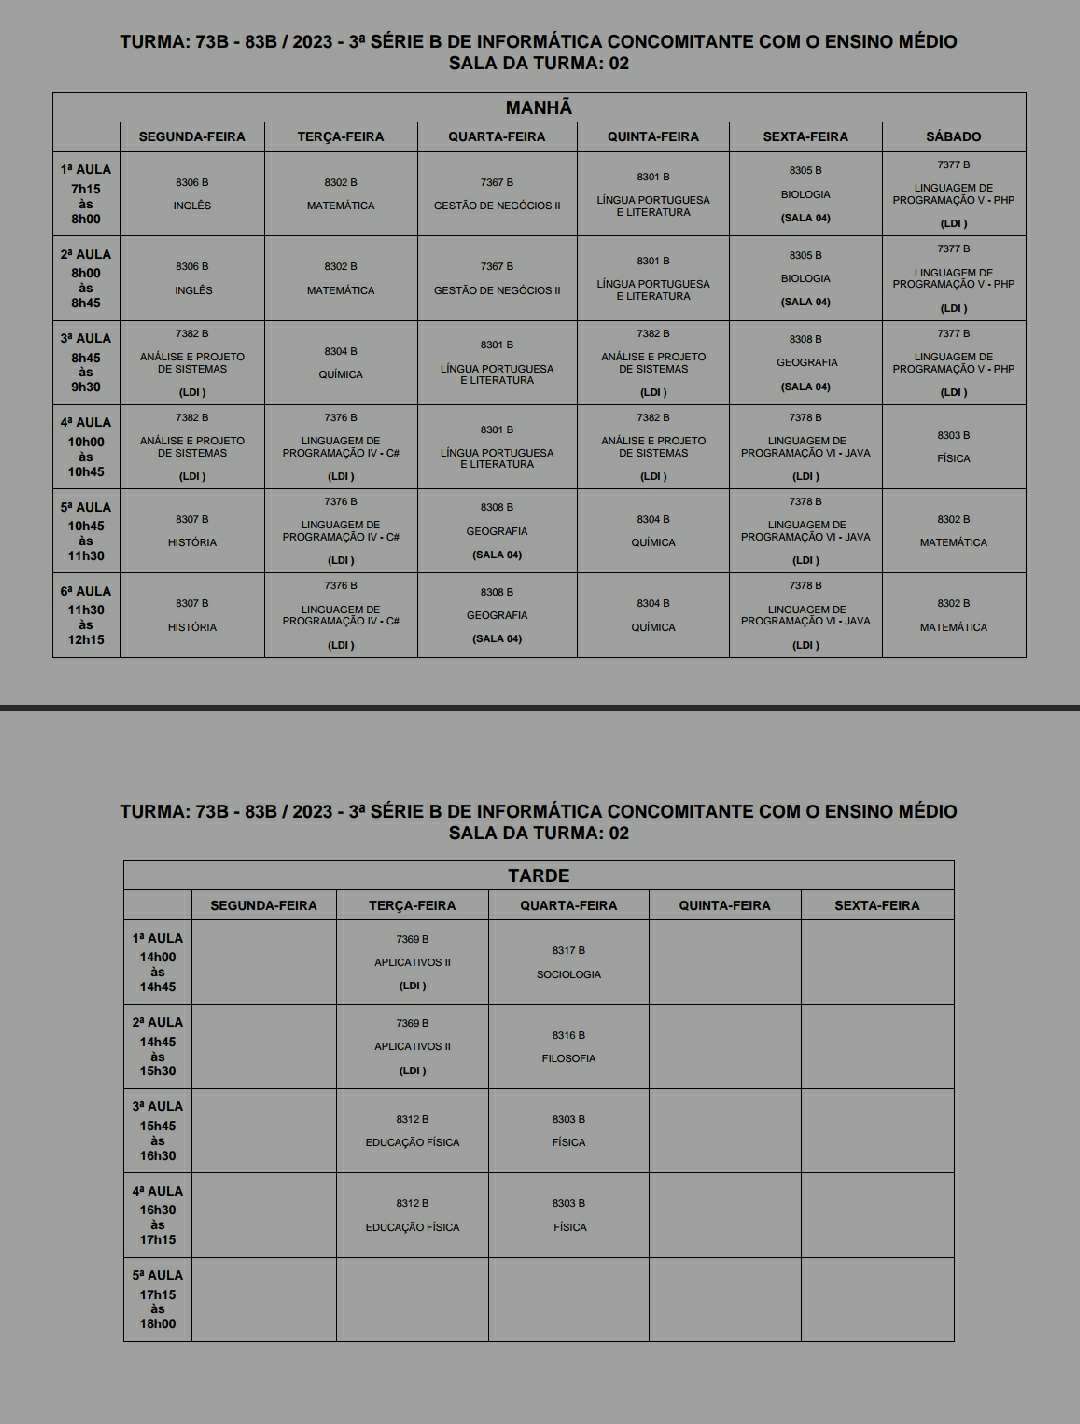 TURMA: 73B - 83B / 2023 - 3ª SÉRIE B DE INFORMÁTICA CONCOMITANTE COM O ENSINO MÉDIO
SALA DA TURMA: 02
MANHÃ
SEGUNDA-FEIRA TERÇA-FEIRA QUARTA-FEIRA QUINTA-FEIRA SEXTA-FEIRA SÁBADO
1ª AULA
7h15
às
8h00
8306 B
INGLÊS
8302 B
MATEMÁTICA
7367 B
GESTÃO DE NEGÓCIOS II
8301 B
LÍNGUA PORTUGUESA
E LITERATURA
8305 B
BIOLOGIA
(SALA 04)
7377 B
LINGUAGEM DE
PROGRAMAÇÃO V - PHP
(LDI )
2ª AULA
8h00
às
8h45
8306 B
INGLÊS
8302 B
MATEMÁTICA
7367 B
GESTÃO DE NEGÓCIOS II
8301 B
LÍNGUA PORTUGUESA
E LITERATURA
8305 B
BIOLOGIA
(SALA 04)
7377 B
LINGUAGEM DE
PROGRAMAÇÃO V - PHP
(LDI )
3ª AULA
8h45
às
9h30
7382 B
ANÁLISE E PROJETO
DE SISTEMAS
(LDI )
8304 B
QUÍMICA
8301 B
LÍNGUA PORTUGUESA
E LITERATURA
7382 B
ANÁLISE E PROJETO
DE SISTEMAS
(LDI )
8308 B
GEOGRAFIA
(SALA 04)
7377 B
LINGUAGEM DE
PROGRAMAÇÃO V - PHP
(LDI )
4ª AULA
10h00
às
10h45
7382 B
ANÁLISE E PROJETO
DE SISTEMAS
(LDI )
7376 B
LINGUAGEM DE
PROGRAMAÇÃO IV - C#
(LDI )
8301 B
LÍNGUA PORTUGUESA
E LITERATURA
7382 B
ANÁLISE E PROJETO
DE SISTEMAS
(LDI )
7378 B
LINGUAGEM DE
PROGRAMAÇÃO VI - JAVA
(LDI )
8303 B
FÍSICA
5ª AULA
10h45
às
11h30
8307 B
HISTÓRIA
7376 B
LINGUAGEM DE
PROGRAMAÇÃO IV - C#
(LDI )
8308 B
GEOGRAFIA
(SALA 04)
8304 B
QUÍMICA
7378 B
LINGUAGEM DE
PROGRAMAÇÃO VI - JAVA
(LDI )
8302 B
MATEMÁTICA
6ª AULA
11h30
às
12h15
8307 B
HISTÓRIA
7376 B
LINGUAGEM DE
PROGRAMAÇÃO IV - C#
(LDI )
8308 B
GEOGRAFIA
(SALA 04)
8304 B
QUÍMICA
7378 B
LINGUAGEM DE
PROGRAMAÇÃO VI - JAVA
(LDI )
8302 B
MATEMÁTICA
TURMA: 73B - 83B / 2023 - 3ª SÉRIE B DE INFORMÁTICA CONCOMITANTE COM O ENSINO MÉDIO
SALA DA TURMA: 02
TARDE
SEGUNDA-FEIRA TERÇA-FEIRA QUARTA-FEIRA QUINTA-FEIRA SEXTA-FEIRA
1ª AULA
14h00
às
14h45
7369 B
APLICATIVOS II
(LDI )
8317 B
SOCIOLOGIA
2ª AULA
14h45
às
15h30
7369 B
APLICATIVOS II
(LDI )
8316 B
FILOSOFIA
3ª AULA
15h45
às
16h30
8312 B
EDUCAÇÃO FÍSICA
8303 B
FÍSICA
4ª AULA
16h30
às
17h15
8312 B
EDUCAÇÃO FÍSICA
8303 B
FÍSICA
5ª AULA
17h15
às
18h00